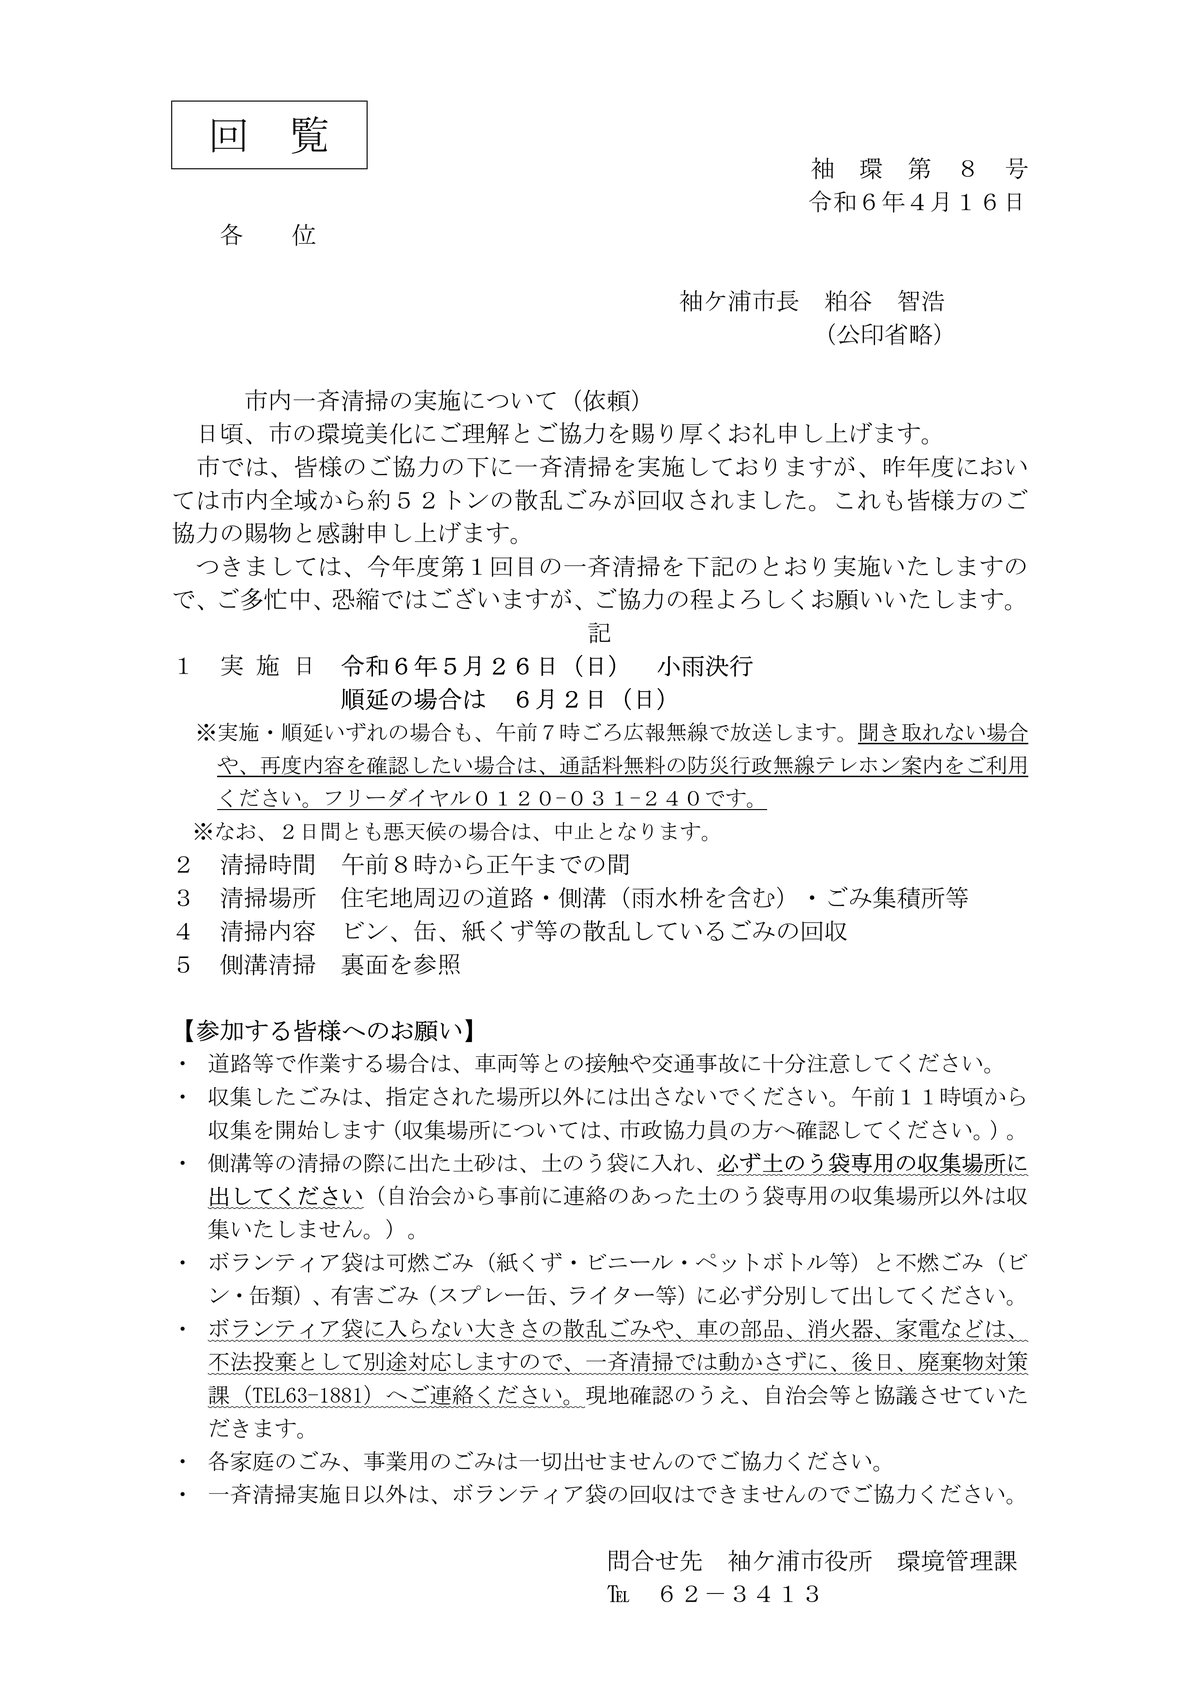 回　覧
袖　環　第　８　号
令和６年４月１６日
各　　位
袖ケ浦市長　粕谷　智浩
（公印省略）
市内一斉清掃の実施について（依頼）
日頃、市の環境美化にご理解とご協力を賜り厚くお礼申し上げます。
市では、皆様のご協力の下に一斉清掃を実施しておりますが、昨年度におい
ては市内全域から約５２トンの散乱ごみが回収されました。これも皆様方のご
協力の賜物と感謝申し上げます。
つきましては、今年度第１回目の一斉清掃を下記のとおり実施いたしますの
で、ご多忙中、恐縮ではございますが、ご協力の程よろしくお願いいたします。
記
１　実 施 日　令和６年５月２６日（日）　小雨決行
順延の場合は　６月２日（日）
※実施・順延いずれの場合も、午前７時ごろ広報無線で放送します。聞き取れない場合
や、再度内容を確認したい場合は、通話料無料の防災行政無線テレホン案内をご利用
ください。フリーダイヤル０１２０−０３１−２４０です。
※なお、２日間とも悪天候の場合は、中止となります。
２　清掃時間　午前８時から正午までの間
３　清掃場所　住宅地周辺の道路・側溝（雨水枡を含む）・ごみ集積所等
４　清掃内容　ビン、缶、紙くず等の散乱しているごみの回収
５　側溝清掃　裏面を参照
【参加する皆様へのお願い】
・ 道路等で作業する場合は、車両等との接触や交通事故に十分注意してください。
・ 収集したごみは、指定された場所以外には出さないでください。午前１１時頃から
収集を開始します（収集場所については、市政協力員の方へ確認してください。）。
・ 側溝等の清掃の際に出た土砂は、土のう袋に入れ、必ず土のう袋専用の収集場所に
出してください（自治会から事前に連絡のあった土のう袋専用の収集場所以外は収
集いたしません。）。
・ ボランティア袋は可燃ごみ（紙くず・ビニール・ペットボトル等）と不燃ごみ（ビ
ン・缶類）、有害ごみ（スプレー缶、ライター等）に必ず分別して出してください。
・ ボランティア袋に入らない大きさの散乱ごみや、車の部品、消火器、家電などは、
不法投棄として別途対応しますので、一斉清掃では動かさずに、後日、廃棄物対策
課（TEL63-1881）へご連絡ください。現地確認のうえ、自治会等と協議させていた
だきます。
・ 各家庭のごみ、事業用のごみは一切出せませんのでご協力ください。
・ 一斉清掃実施日以外は、ボランティア袋の回収はできませんのでご協力ください。
問合せ先　袖ケ浦市役所　環境管理課
℡　６２－３４１３